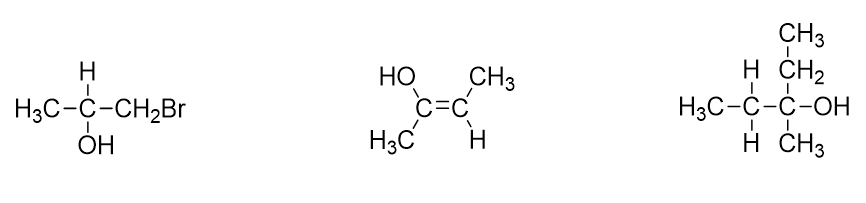 H
H₃C–C–CH₂Br
OH
HO CH₃
C=C
H₃C H
CH₃
H CH₂
H₃C–C–C–OH
H CH₃